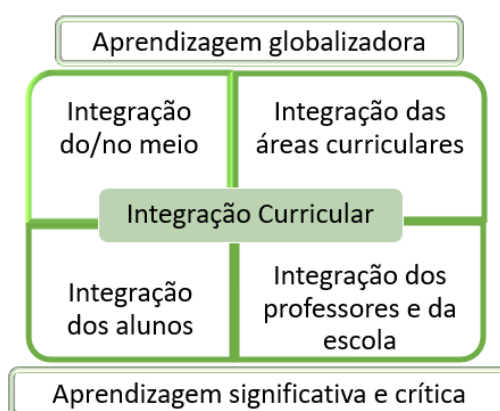 Aprendizagem globalizadora
Integração
do/no meio
Integração das
áreas curriculares
Integração Curricular
Integração
dos alunos
Integração dos
professores e da
escola
Aprendizagem significativa e crítica